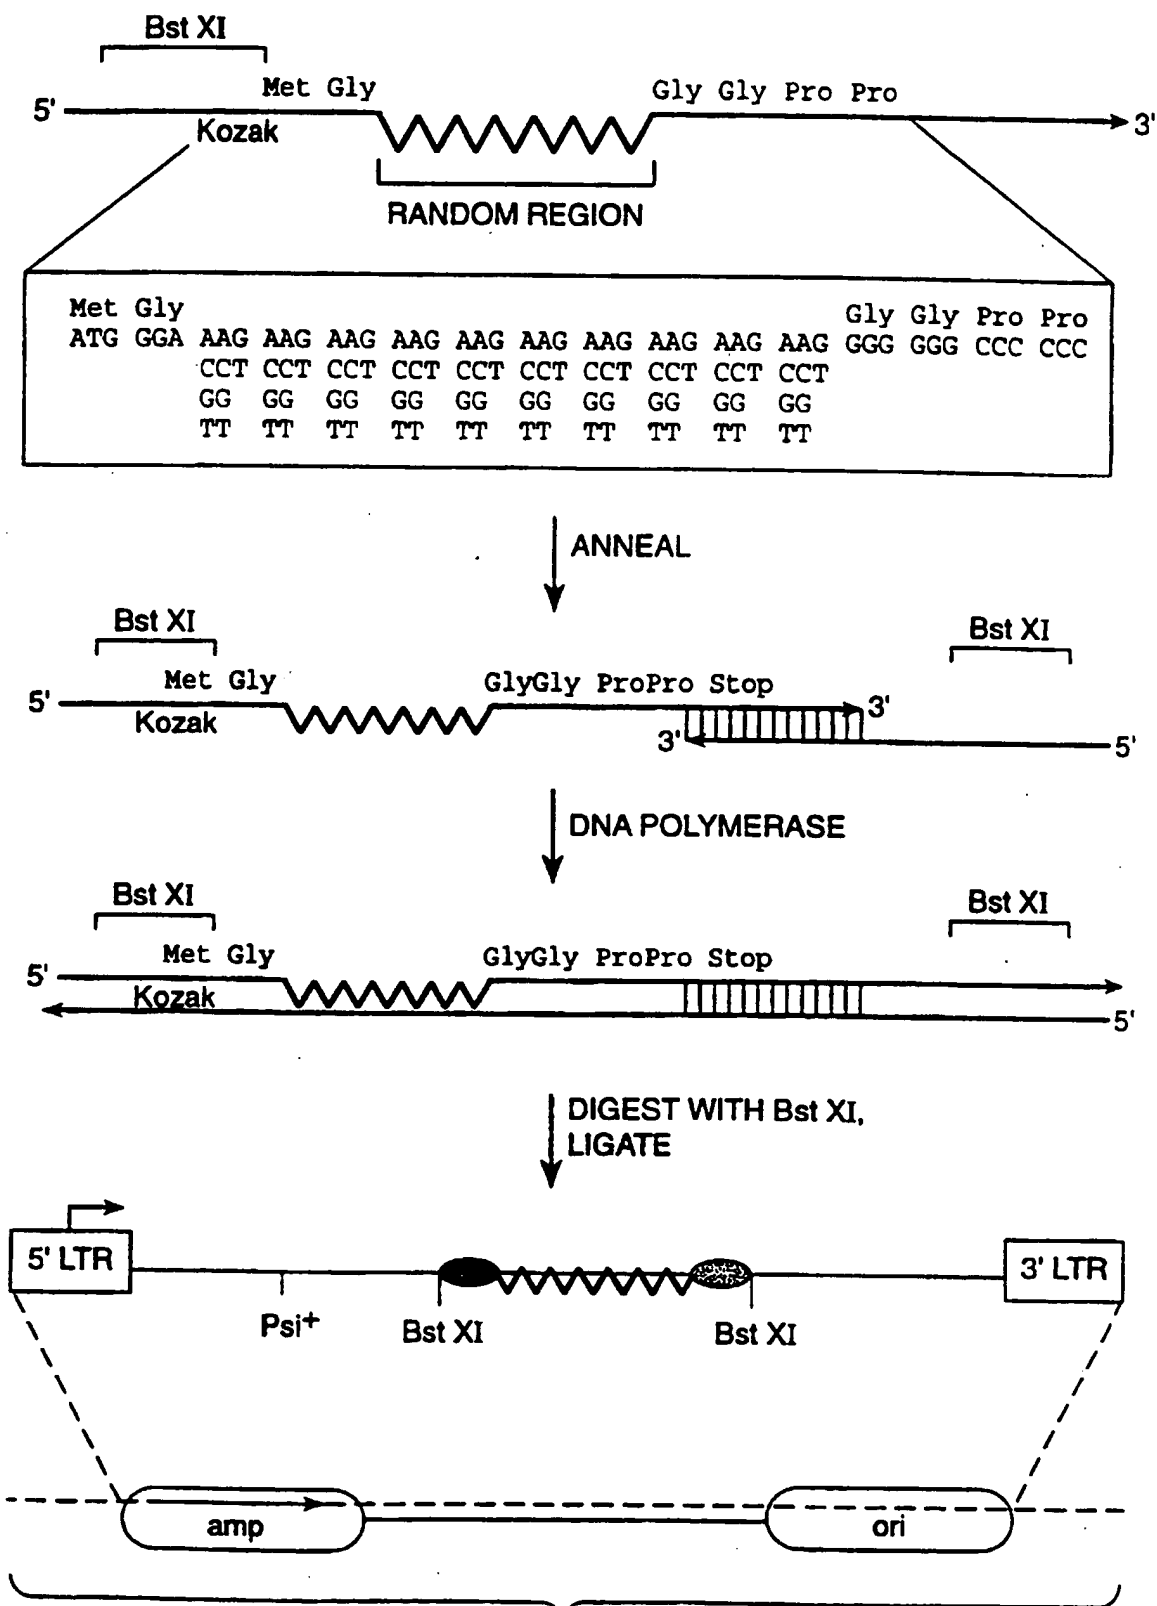 Bst XI
Met Gly
Gly Gly Pro Pro
5'
3'
Kozak
RANDOM REGION
Met Gly
Gly Gly Pro Pro
ATG GGA AAG AAG AAG AAG AAG AAG AAG AAG AAG AAG GGG GGG CCC CCC
CCT CCT CCT CCT CCT CCT CCT CCT CCT CCT
GG GG GG GG GG GG GG GG GG GG
TT TT TT TT TT TT TT TT TT TT
ANNEAL
Bst XI
Bst XI
Met Gly
GlyGly ProPro Stop
5'
3'
Kozak
3'
5'
DNA POLYMERASE
Bst XI
Bst XI
Met Gly
GlyGly ProPro Stop
5'
Kozak
5'
DIGEST WITH Bst XI,
LIGATE
5' LTR
3' LTR
Psi+
Bst XI
Bst XI
amp
ori